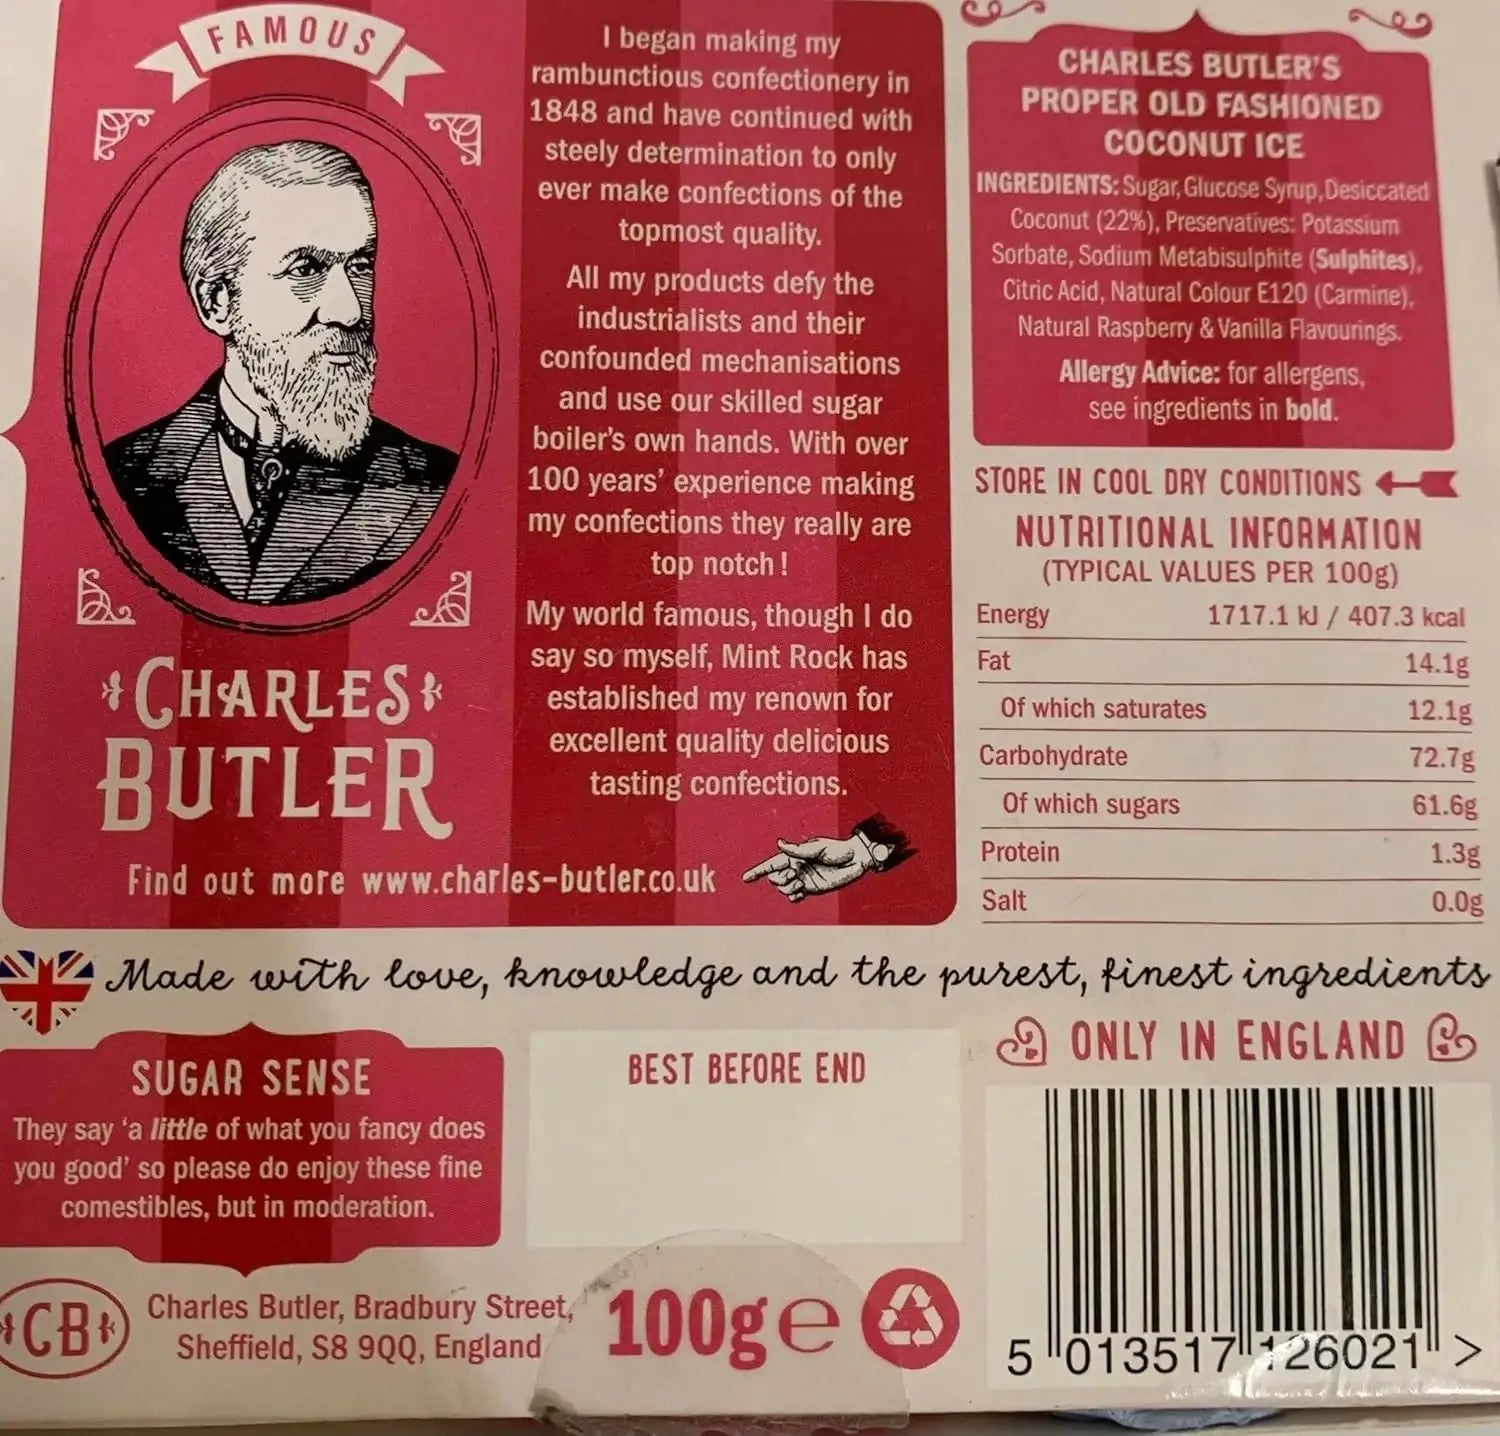 FAMOUS
CHARLES
BUTLER
Find out more www.charles-butler.co.uk
I began making my
rambunctious confectionery in
1848 and have continued with
steely determination to only
ever make confections of the
topmost quality.
All my products defy the
industrialists and their
confounded mechanisations
and use our skilled sugar
boiler's own hands. With over
100 years' experience making
my confections they really are
top notch!
My world famous, though I do
say so myself, Mint Rock has
established my renown for
excellent quality delicious
tasting confections.
CHARLES BUTLER'S
PROPER OLD FASHIONED
COCONUT ICE
INGREDIENTS: Sugar, Glucose Syrup, Desiccated
Coconut (22%), Preservatives: Potassium
Sorbate, Sodium Metabisulphite (Sulphites),
Citric Acid, Natural Colour E120 (Carmine),
Natural Raspberry & Vanilla Flavourings.
Allergy Advice: for allergens,
see ingredients in bold.
STORE IN COOL DRY CONDITIONS
NUTRITIONAL INFORMATION
(TYPICAL VALUES PER 100g)
Energy 1717.1 kJ / 407.3 kcal
Fat 14.1g
Of which saturates 12.1g
Carbohydrate 72.7g
Of which sugars 61.6g
Protein 1.3g
Salt 0.0g
Made with love, knowledge and the purest, finest ingredients
SUGAR SENSE
They say 'a little of what you fancy does
you good' so please do enjoy these fine
comestibles, but in moderation.
BEST BEFORE END
ONLY IN ENGLAND
CB
Charles Butler, Bradbury Street,
Sheffield, S8 9QQ, England
100g e
5 013517 126021 >